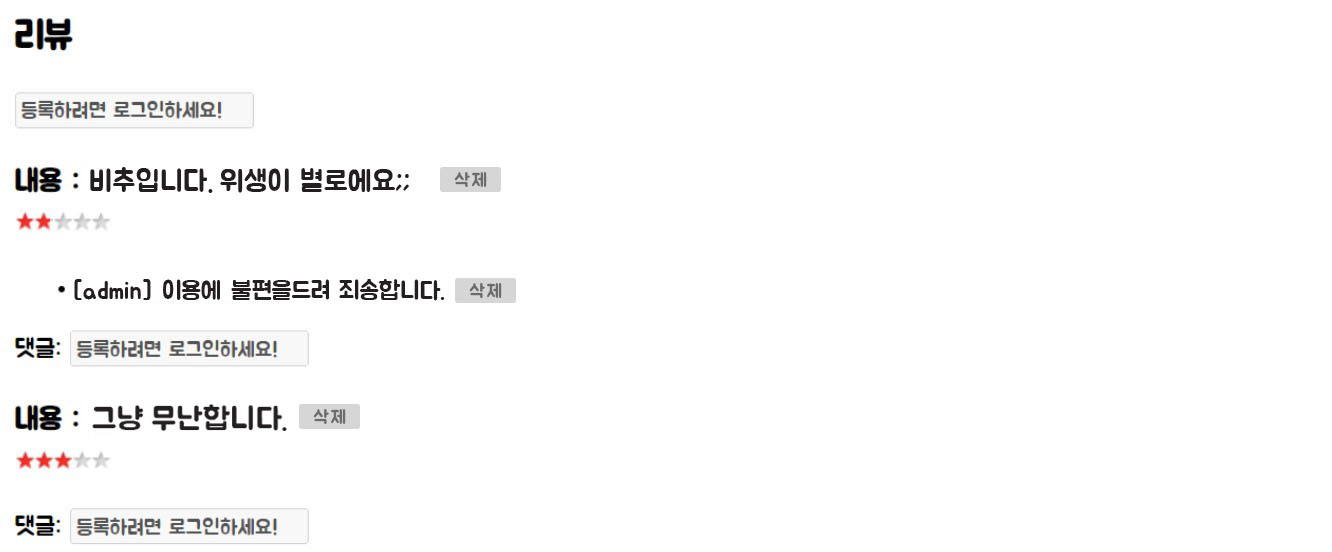 리뷰
등록하려면 로그인하세요!
내용 : 비추입니다. 위생이 별로에요;; 삭제
• [admin] 이용에 불편을드려 죄송합니다. 삭제
댓글: 등록하려면 로그인하세요!
내용 : 그냥 무난합니다. 삭제
댓글: 등록하려면 로그인하세요!